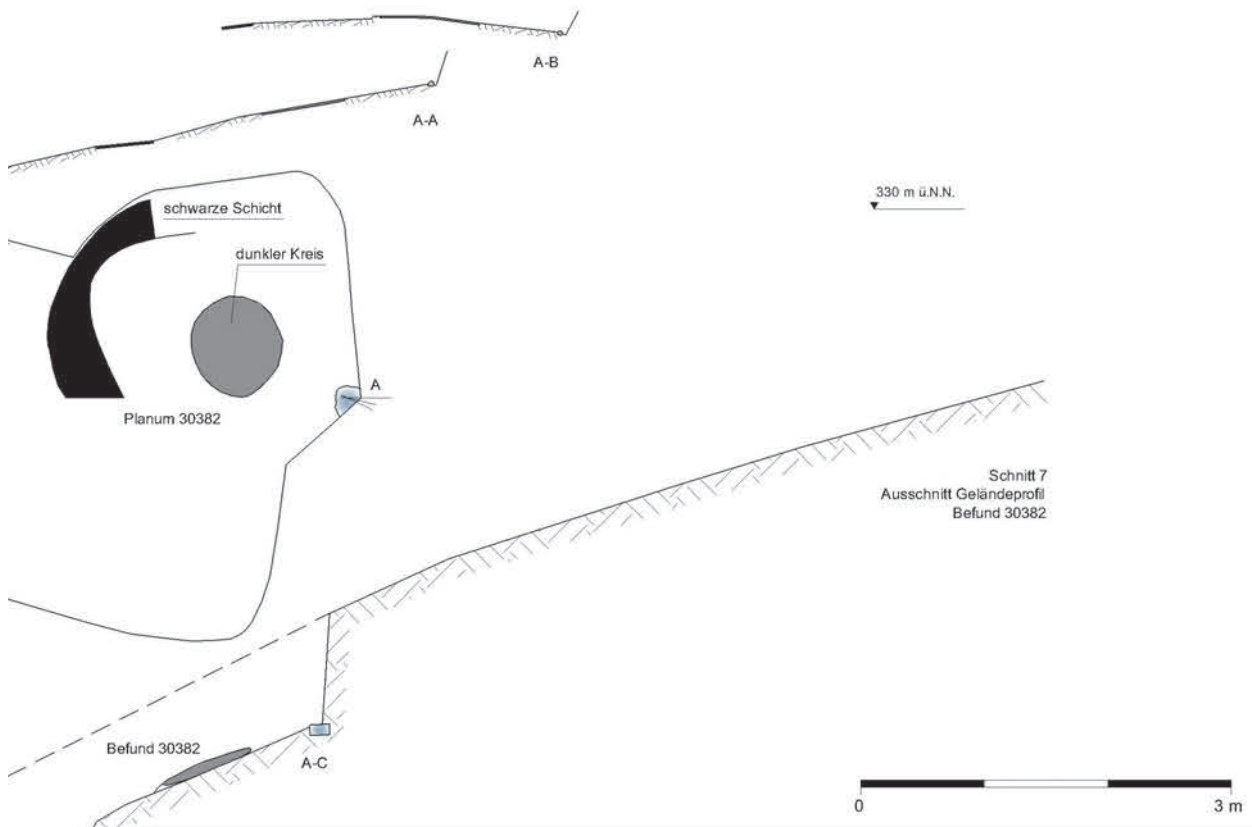 A-B
A-A
schwarze Schicht
330 m ü.N.N.
dunkler Kreis
A
Planum 30382
Schnitt 7
Ausschnitt Geländeprofil
Befund 30382
Befund 30382
A-C
0
3 m